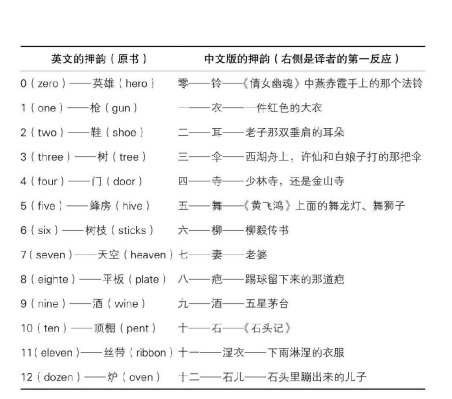 英文的押韵（原书） 中文版的押韵（右侧是译者的第一反应）
0（zero）——英雄（hero） 零——铃——《倩女幽魂》中燕赤霞手上的那个法铃
1（one）——枪（gun） 一——衣——一件红色的大衣
2（two）——鞋（shoe） 二——耳——老子那双垂肩的耳朵
3（three）——树（tree） 三——伞——西湖舟上，许仙和白娘子打的那把伞
4（four）——门（door） 四——寺——少林寺，还是金山寺
5（five）——蜂房（hive） 五——舞——《黄飞鸿》上面的舞龙灯、舞狮子
6（six）——树枝（sticks） 六——柳——柳毅传书
7（seven）——天空（heaven） 七——妻——老婆
8（eighte）——平板（plate） 八——疤——踢球留下来的那道疤
9（nine）——酒（wine） 九——酒——五星茅台
10（ten）——顶棚（pent） 十——石——《石头记》
11（eleven）——丝带（ribbon） 十一——湿衣——下雨淋湿的衣服
12（dozen）——炉（oven） 十二——石儿——石头里蹦出来的儿子